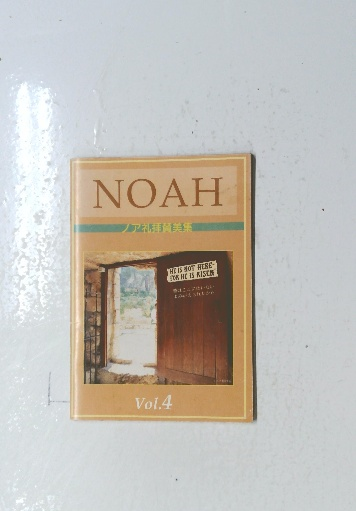 NOAH
ノア礼拝賛美集
HE IS NOT HERE-
FOR HE IS RISEN
Vol.4